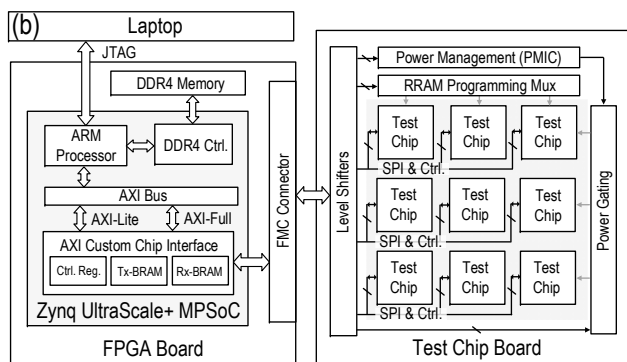 (b)
Laptop
JTAG
DDR4 Memory
ARM
Processor
DDR4 Ctrl.
AXI Bus
AXI-Lite
AXI-Full
AXI Custom Chip Interface
Ctrl. Reg.
Tx-BRAM
Rx-BRAM
Zynq UltraScale+ MPSoC
FPGA Board
FMC Connector
Level Shifters
Power Management (PMIC)
RRAM Programming Mux
Test
Chip
Test
Chip
Test
Chip
SPI & Ctrl.
Test
Chip
Test
Chip
Test
Chip
SPI & Ctrl.
Test
Chip
Test
Chip
Test
Chip
SPI & Ctrl.
Power Gating
Test Chip Board